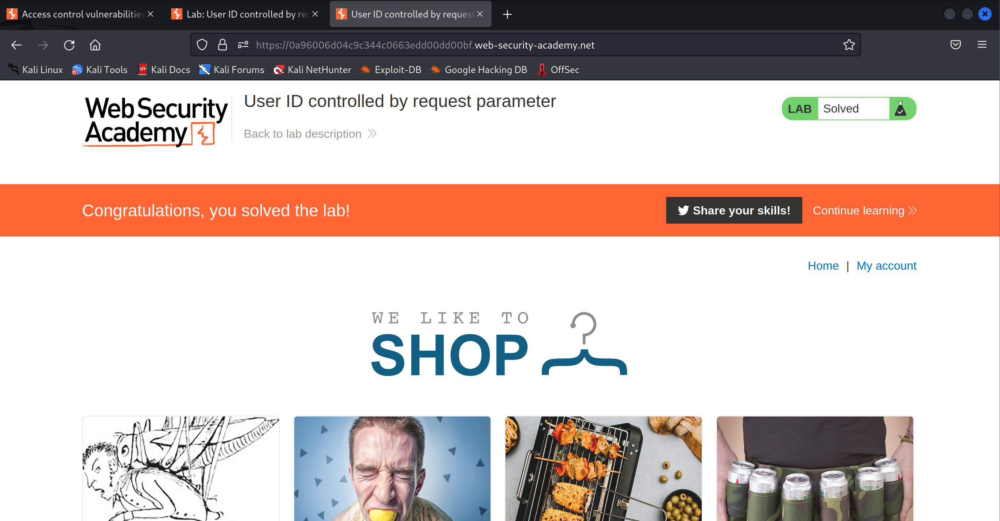 Access control vulnerabilities
Lab: User ID controlled by rec
User ID controlled by request
https://0a96006d04c9c344c0663edd00dd00bf.web-security-academy.net
Kali Linux
Kali Tools
Kali Docs
Kali Forums
Kali NetHunter
Exploit-DB
Google Hacking DB
OffSec
Web Security
Academy
User ID controlled by request parameter
Back to lab description
LAB Solved
Congratulations, you solved the lab!
Share your skills!
Continue learning
Home | My account
WE LIKE TO
SHOP